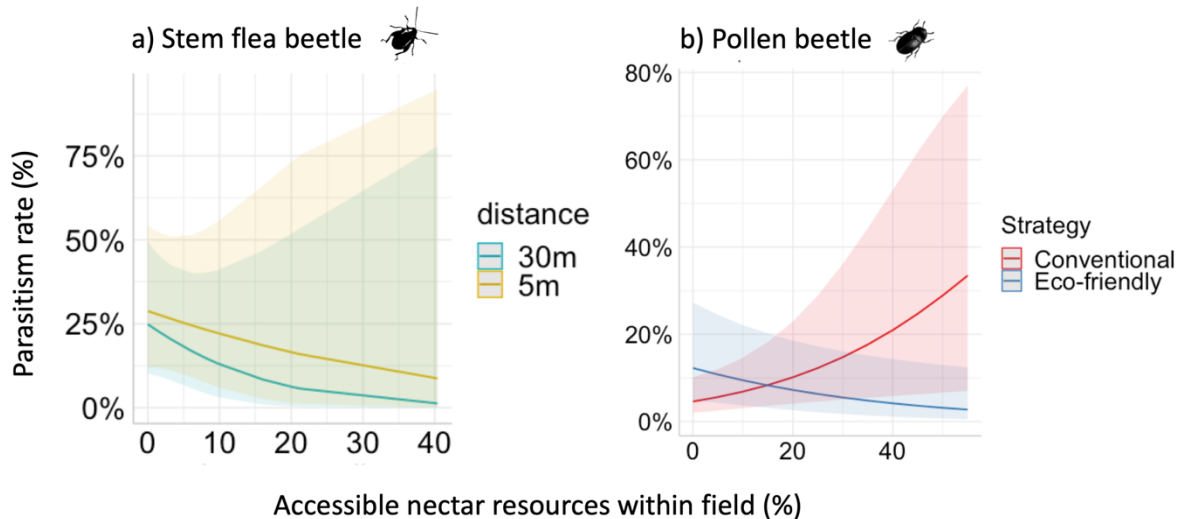 a) Stem flea beetle
b) Pollen beetle
Parasitism rate (%)
75%
50%
25%
0%
0 10 20 30 40
distance
30m
5m
80%
60%
40%
20%
0%
0 20 40
Strategy
Conventional
Eco-friendly
Accessible nectar resources within field (%)